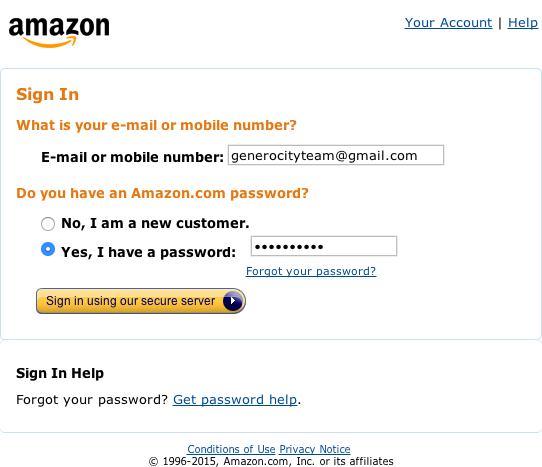 amazon
Your Account | Help
Sign In
What is your e-mail or mobile number?
E-mail or mobile number: generocityteam@gmail.com
Do you have an Amazon.com password?
No, I am a new customer.
Yes, I have a password: ••••••••••
Forgot your password?
Sign in using our secure server
Sign In Help
Forgot your password? Get password help.
Conditions of Use Privacy Notice
© 1996-2015, Amazon.com, Inc. or its affiliates